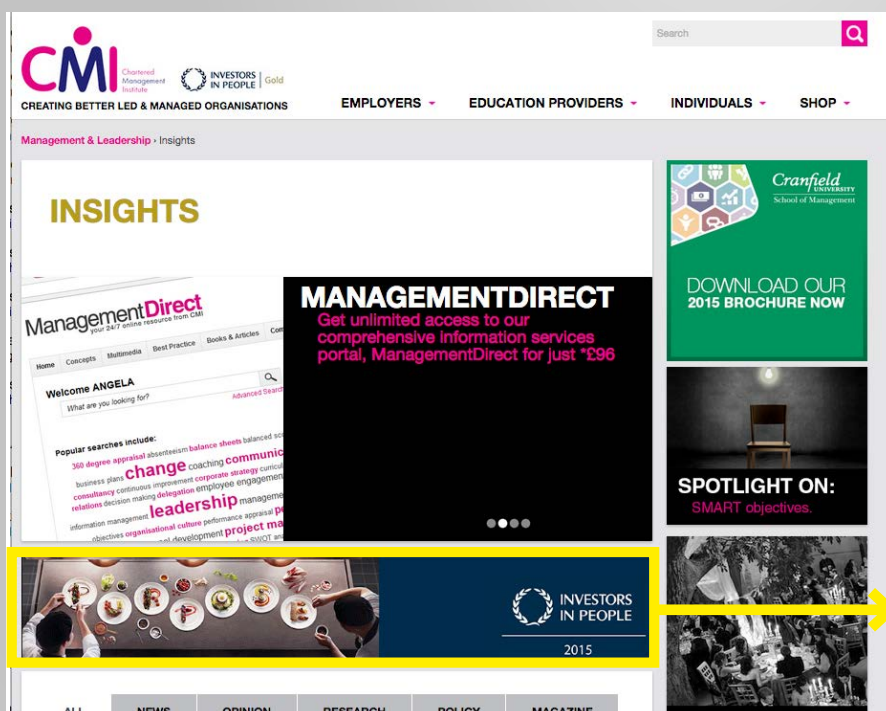 Search
CMI
Chartered
Management
Institute
INVESTORS
IN PEOPLE
Gold
CREATING BETTER LED & MANAGED ORGANISATIONS
EMPLOYERS
EDUCATION PROVIDERS
INDIVIDUALS
SHOP
Management & Leadership › Insights
INSIGHTS
ManagementDirect
your 24/7 online resource from CMI
Home Concepts Multimedia Best Practice Books & Articles
Welcome ANGELA
What are you looking for?
Advanced Search
Popular searches include:
360 degree appraisal absenteeism balance sheets balanced
business plans change coaching
consultancy continuous improvement corporate strategy
relations decision making delegation employee engagement
information management leadership
objectives organisational culture performance appraisal
development project
SWOT
MANAGEMENTDIRECT
Get unlimited access to our
comprehensive information services
portal, ManagementDirect for just *£96
Cranfield
UNIVERSITY
School of Management
DOWNLOAD OUR
2015 BROCHURE NOW
SPOTLIGHT ON:
SMART objectives.
PURPOSE
INVESTORS
IN PEOPLE
2015
ALL NEWS OPINION RESEARCH POLICY MAGAZINE